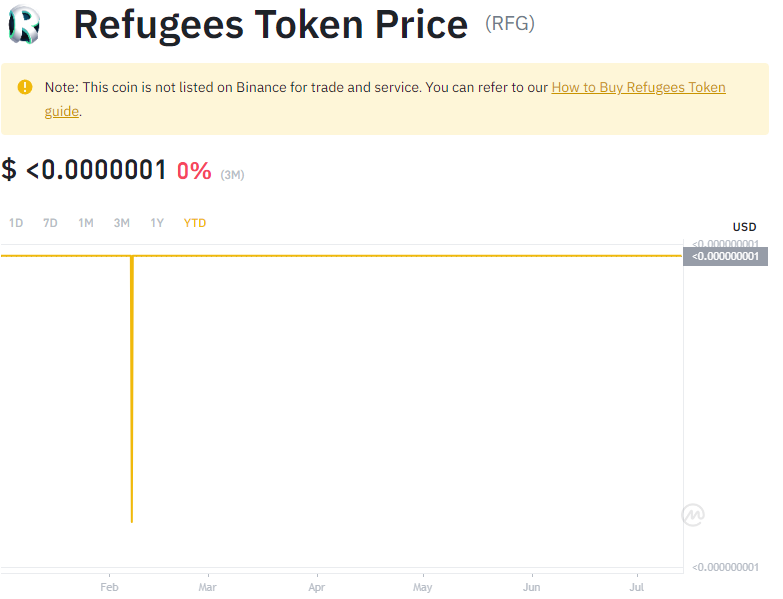 Refugees Token Price (RFG)
Note: This coin is not listed on Binance for trade and service. You can refer to our How to Buy Refugees Token
guide.
$ <0.0000001 0% (3M)
1D 7D 1M 3M 1Y YTD
USD
<0.000000001
<0.000000001
<0.000000001
Feb Mar Apr May Jun Jul